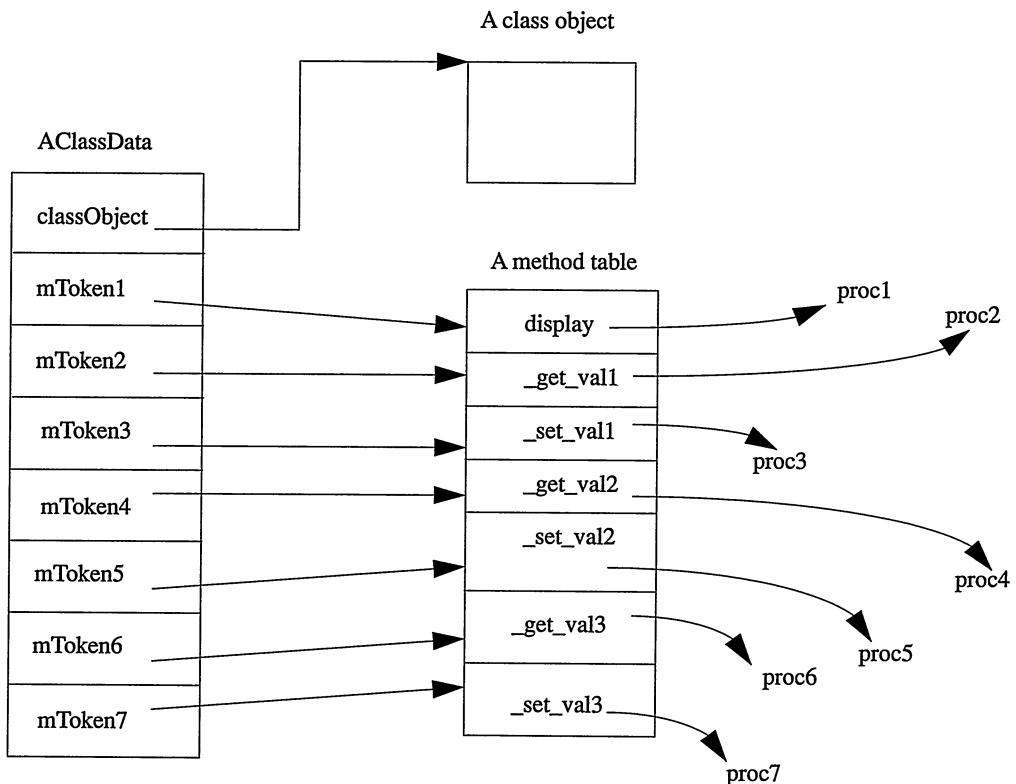 A class object
AClassData
classObject
mToken1
mToken2
mToken3
mToken4
mToken5
mToken6
mToken7
A method table
display
_get_val1
_set_val1
_get_val2
_set_val2
_get_val3
_set_val3
proc1
proc2
proc3
proc4
proc5
proc6
proc7